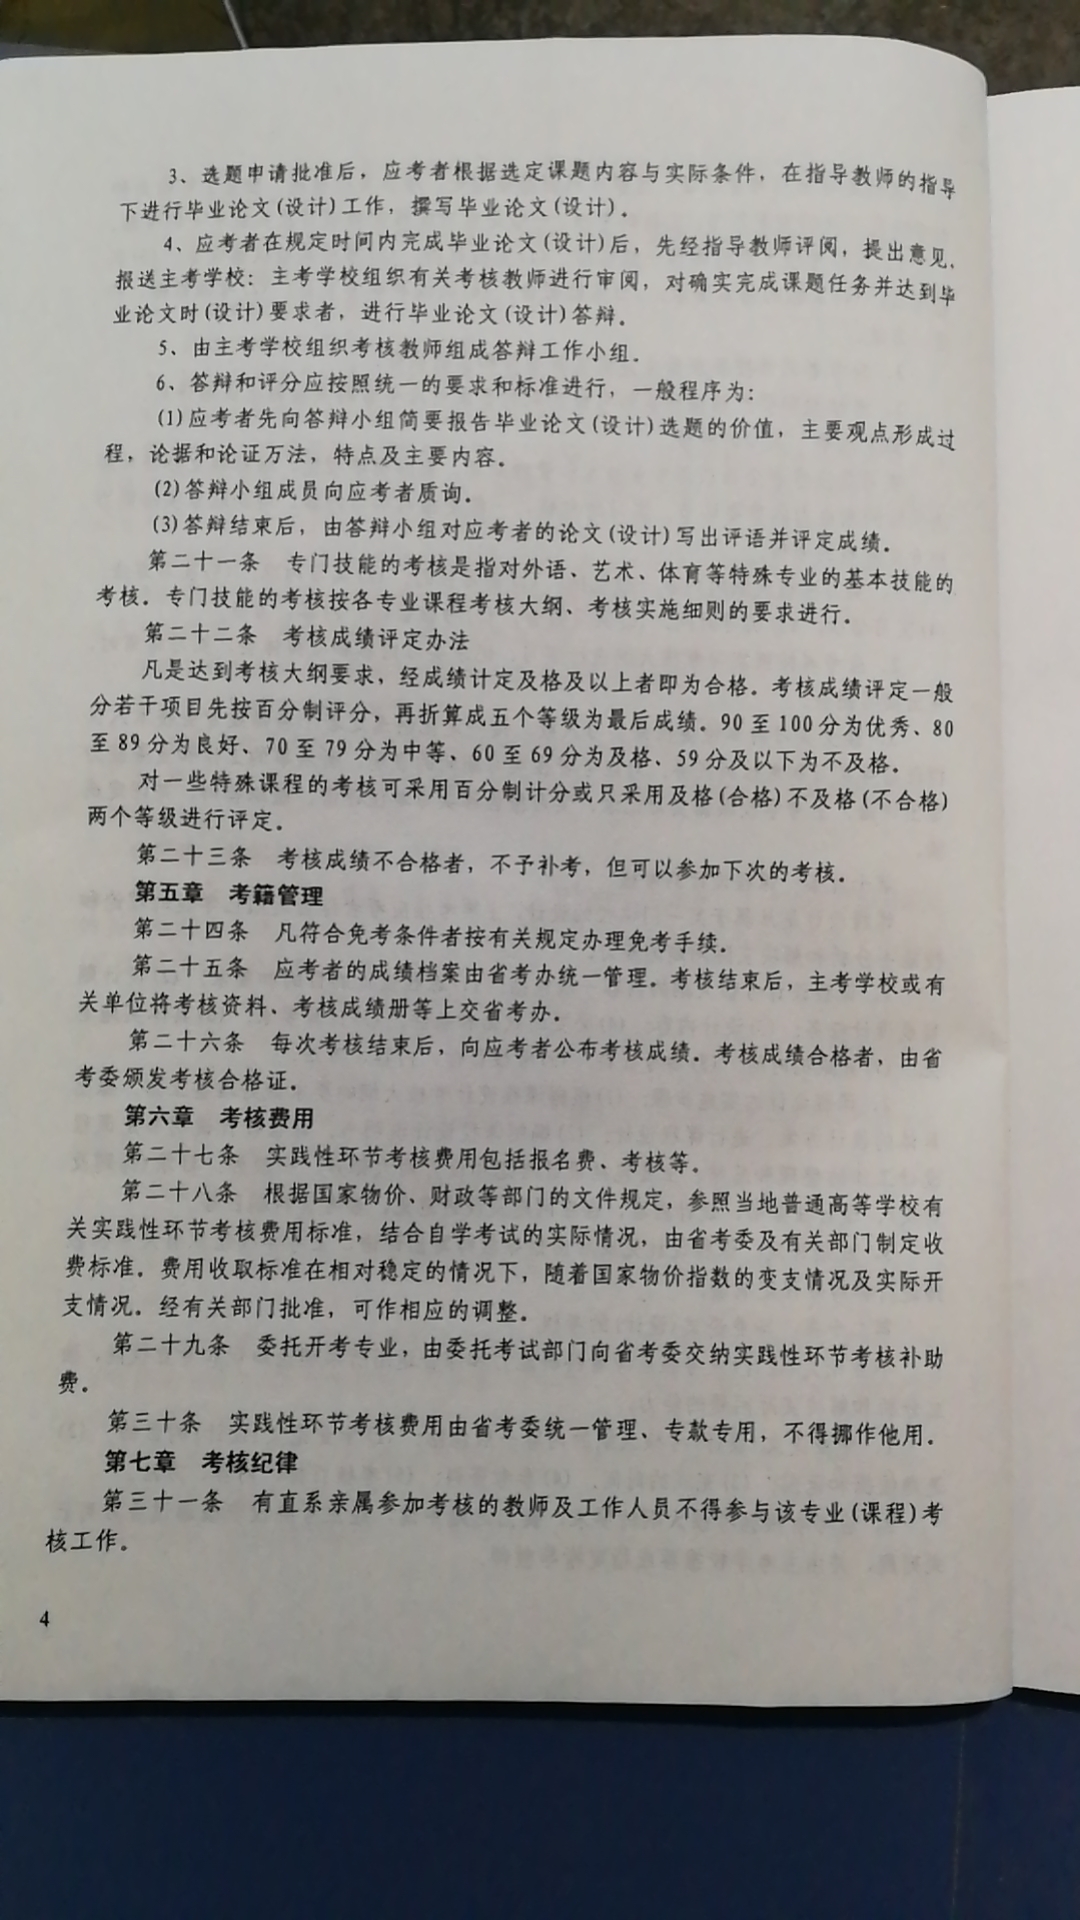 3、选题申请批准后，应考者根据选定课题内容与实际条件，在指导教师的指导
下进行毕业论文(设计)工作，撰写毕业论文(设计)。
4、应考者在规定时间内完成毕业论文(设计)后，先经指导教师评阅，提出意见，
报送主考学校：主考学校组织有关考核教师进行审阅，对确实完成课题任务并达到毕
业论文时(设计)要求者，进行毕业论文(设计)答辩。
5、由主考学校组织考核教师组成答辩工作小组。
6、答辩和评分应按照统一的要求和标准进行，一般程序为：
(1)应考者先向答辩小组简要报告毕业论文(设计)选题的价值，主要观点形成过
程，论据和论证万法，特点及主要内容。
(2)答辩小组成员向应考者质询。
(3)答辩结束后，由答辩小组对应考者的论文(设计)写出评语并评定成绩。
第二十一条 专门技能的考核是指对外语、艺术、体育等特殊专业的基本技能的
考核。专门技能的考核按各专业课程考核大纲、考核实施细则的要求进行。
第二十二条 考核成绩评定办法
凡是达到考核大纲要求，经成绩计定及格及以上者即为合格。考核成绩评定一般
分若干项目先按百分制评分，再折算成五个等级为最后成绩。90至100分为优秀、80
至89分为良好、70至79分为中等、60至69分为及格、59分及以下为不及格。
对一些特殊课程的考核可采用百分制计分或只采用及格(合格)不及格(不合格)
两个等级进行评定。
第二十三条 考核成绩不合格者，不予补考，但可以参加下次的考核。
第五章 考籍管理
第二十四条 凡符合免考条件者按有关规定办理免考手续。
第二十五条 应考者的成绩档案由省考办统一管理。考核结束后，主考学校或有
关单位将考核资料、考核成绩册等上交省考办。
第二十六条 每次考核结束后，向应考者公布考核成绩。考核成绩合格者，由省
考委颁发考核合格证。
第六章 考核费用
第二十七条 实践性环节考核费用包括报名费、考核等。
第二十八条 根据国家物价、财政等部门的文件规定，参照当地普通高等学校有
关实践性环节考核费用标准，结合自学考试的实际情况，由省考委及有关部门制定收
费标准。费用收取标准在相对稳定的情况下，随着国家物价指数的变支情况及实际开
支情况。经有关部门批准，可作相应的调整。
第二十九条 委托开考专业，由委托考试部门向省考委交纳实践性环节考核补助
费。
第三十条 实践性环节考核费用由省考委统一管理、专款专用，不得挪作他用。
第七章 考核纪律
第三十一条 有直系亲属参加考核的教师及工作人员不得参与该专业(课程)考
核工作。
4